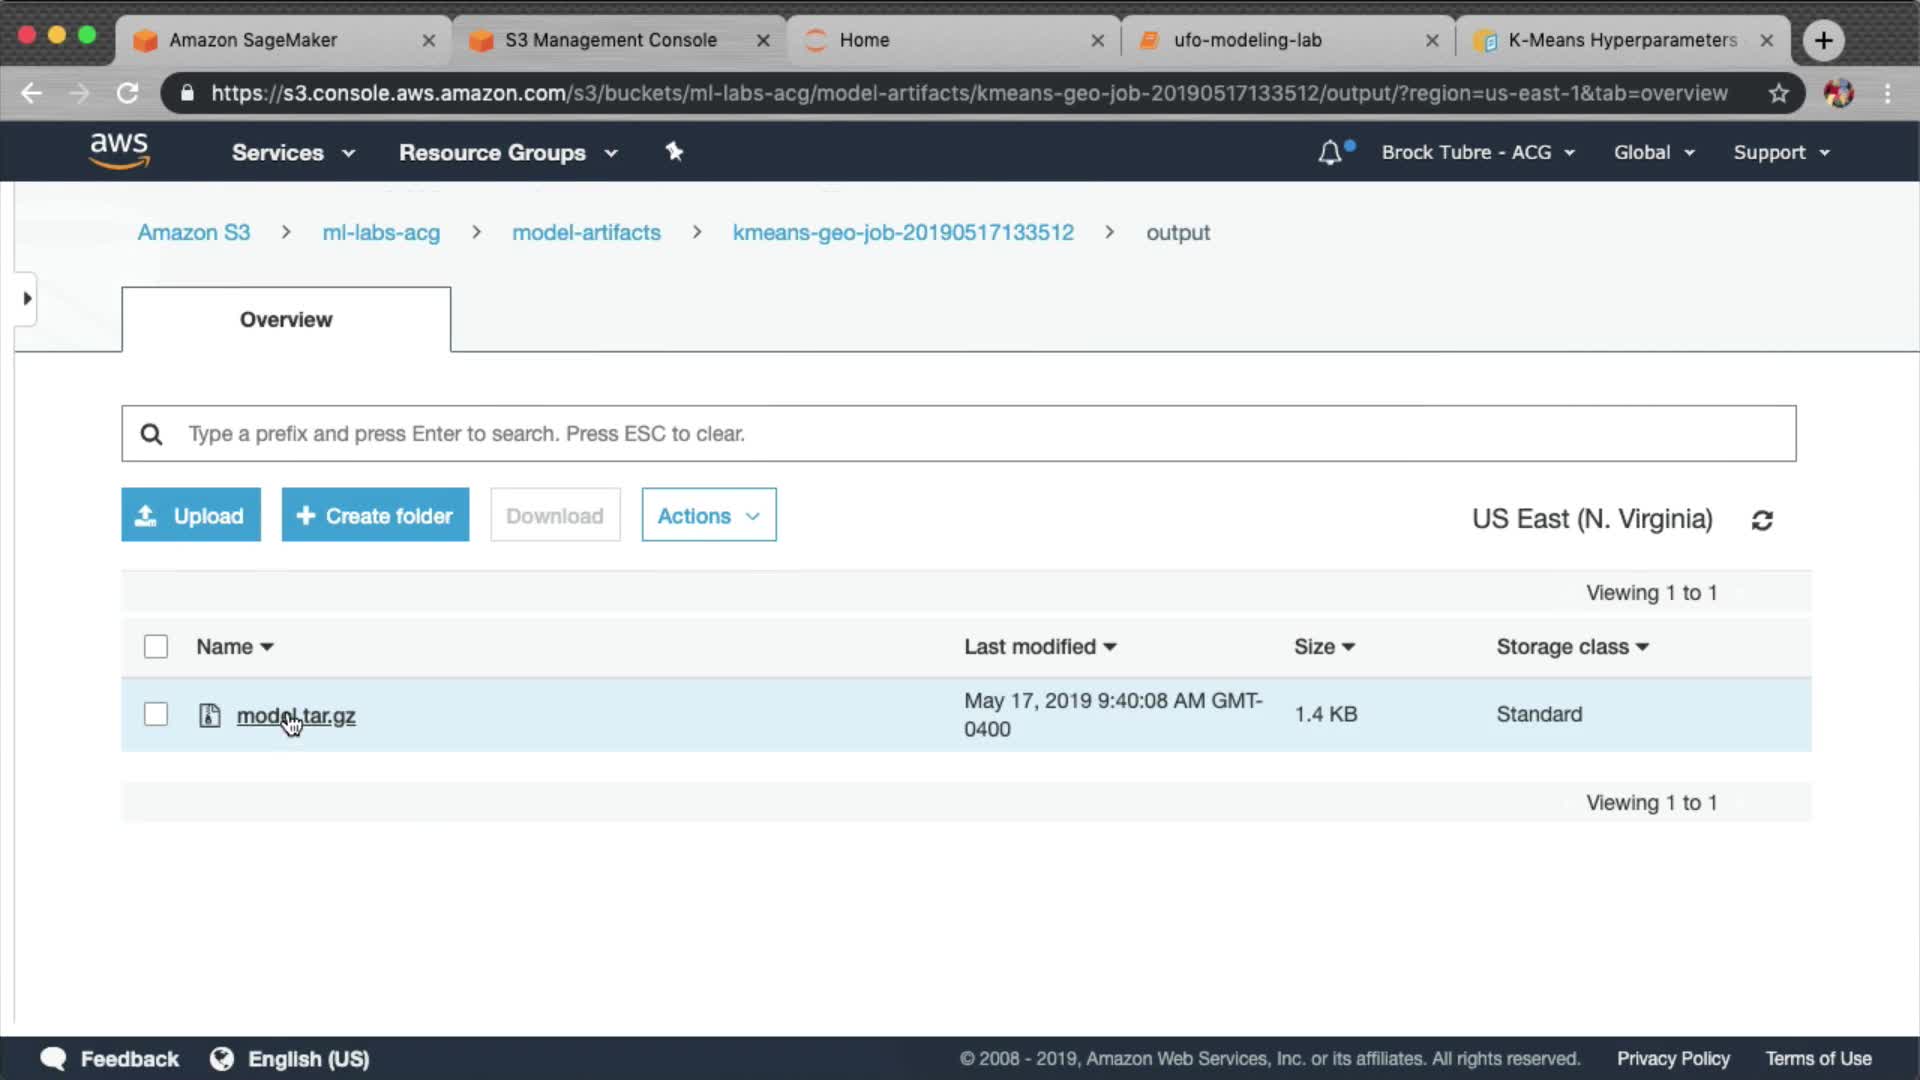 Amazon SageMaker
S3 Management Console
Home
ufo-modeling-lab
K-Means Hyperparameters
https://s3.console.aws.amazon.com/s3/buckets/ml-labs-acg/model-artifacts/kmeans-geo-job-20190517133512/output/?region=us-east-1&tab=overview
aws
Services
Resource Groups
Brock Tubre - ACG
Global
Support
Amazon S3 > ml-labs-acg > model-artifacts > kmeans-geo-job-20190517133512 > output
Overview
Type a prefix and press Enter to search. Press ESC to clear.
Upload
+ Create folder
Download
Actions
US East (N. Virginia)
Viewing 1 to 1
Name
Last modified
Size
Storage class
model.tar.gz
May 17, 2019 9:40:08 AM GMT-
0400
1.4 KB
Standard
Viewing 1 to 1
Feedback
English (US)
© 2008 - 2019, Amazon Web Services, Inc. or its affiliates. All rights reserved.
Privacy Policy
Terms of Use